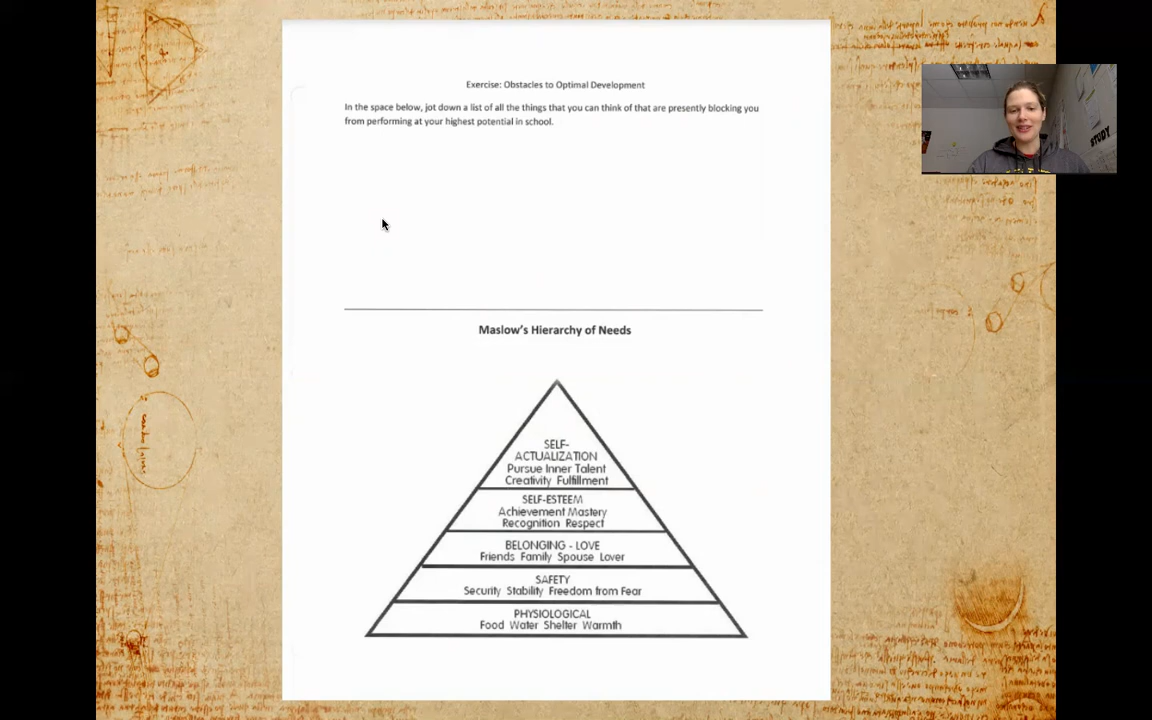 Exercise: Obstacles to Optimal Development
In the space below, jot down a list of all the things that you can think of that are presently blocking you
from performing at your highest potential in school.
STUDY
Maslow's Hierarchy of Needs
SELF-
ACTUALIZATION
Pursue Inner Talent
Creativity Fulfillment
SELF-ESTEEM
Achievement Mastery
Recognition Respect
BELONGING - LOVE
Friends Family Spouse Lover
SAFETY
Security Stability Freedom from Fear
PHYSIOLOGICAL
Food Water Shelter Warmth